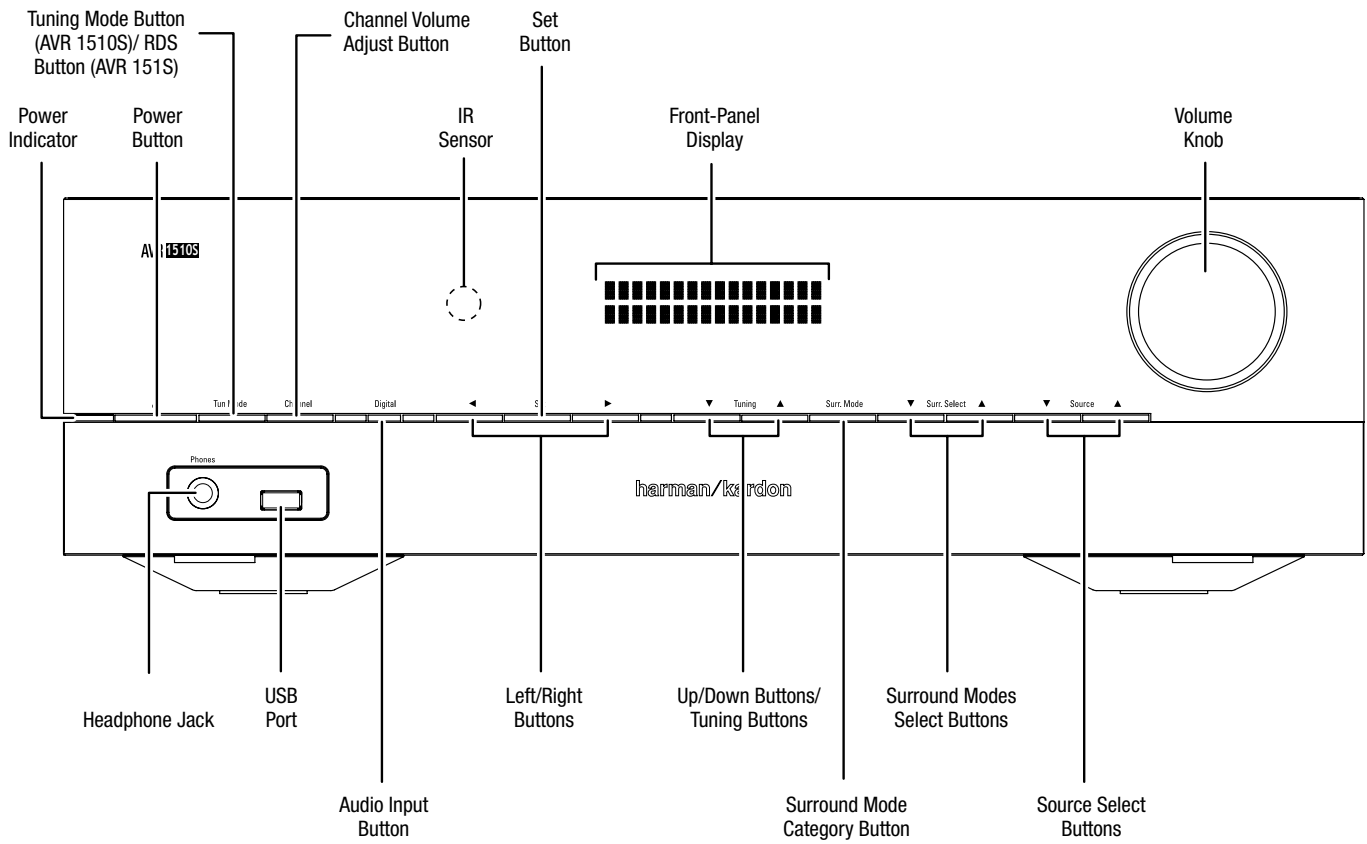 Tuning Mode Button
(AVR 1510S)/ RDS
Button (AVR 151S)
Channel Volume
Adjust Button
Set
Button
Power
Indicator
Power
Button
IR
Sensor
Front-Panel
Display
Volume
Knob
AVR 1510S
Tun Mode
Channel
Digital
◀
▶
▼ Tuning ▲
Surr. Mode
▼ Surr. Select ▲
▼ Source ▲
Phones
harman/kardon
Headphone Jack
USB
Port
Left/Right
Buttons
Up/Down Buttons/
Tuning Buttons
Surround Modes
Select Buttons
Audio Input
Button
Surround Mode
Category Button
Source Select
Buttons